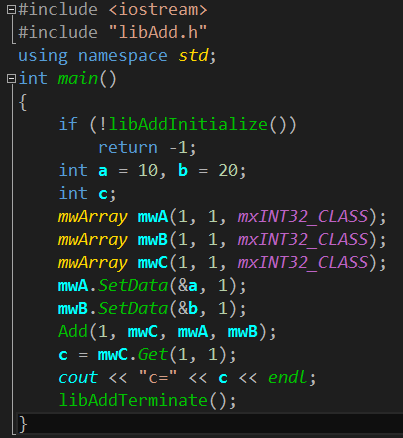 #include <iostream>
#include "libAdd.h"
using namespace std;
int main()
{
    if (!libAddInitialize())
        return -1;
    int a = 10, b = 20;
    int c;
    mwArray mwA(1, 1, mxINT32_CLASS);
    mwArray mwB(1, 1, mxINT32_CLASS);
    mwArray mwC(1, 1, mxINT32_CLASS);
    mwA.SetData(&a, 1);
    mwB.SetData(&b, 1);
    Add(1, mwC, mwA, mwB);
    c = mwC.Get(1, 1);
    cout << "c=" << c << endl;
    libAddTerminate();
}